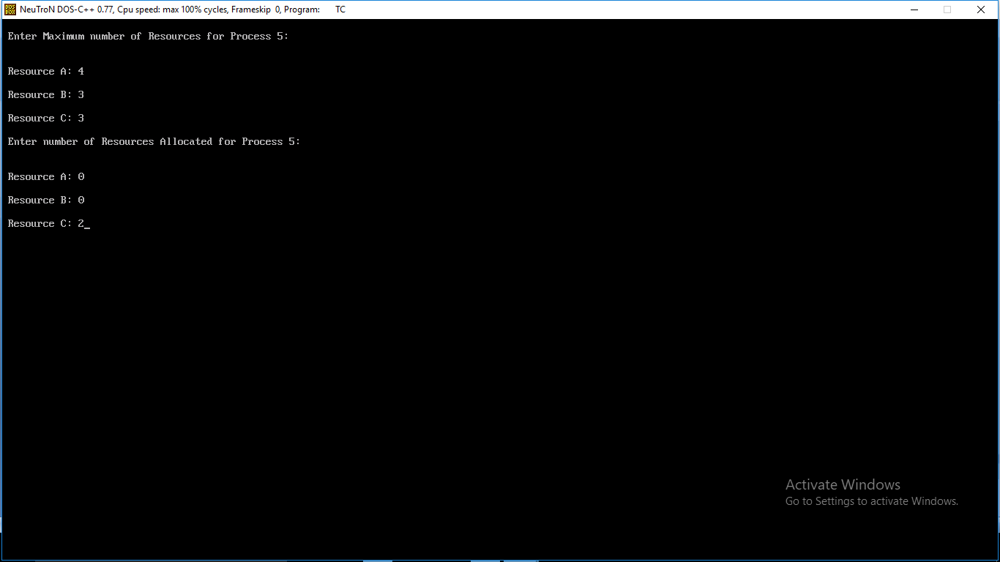 DOS
BOX
NeuTroN DOS-C++ 0.77, Cpu speed: max 100% cycles, Frameskip 0, Program: TC
Enter Maximum number of Resources for Process 5:
Resource A: 4
Resource B: 3
Resource C: 3
Enter number of Resources Allocated for Process 5:
Resource A: 0
Resource B: 0
Resource C: 2_
Activate Windows
Go to Settings to activate Windows.